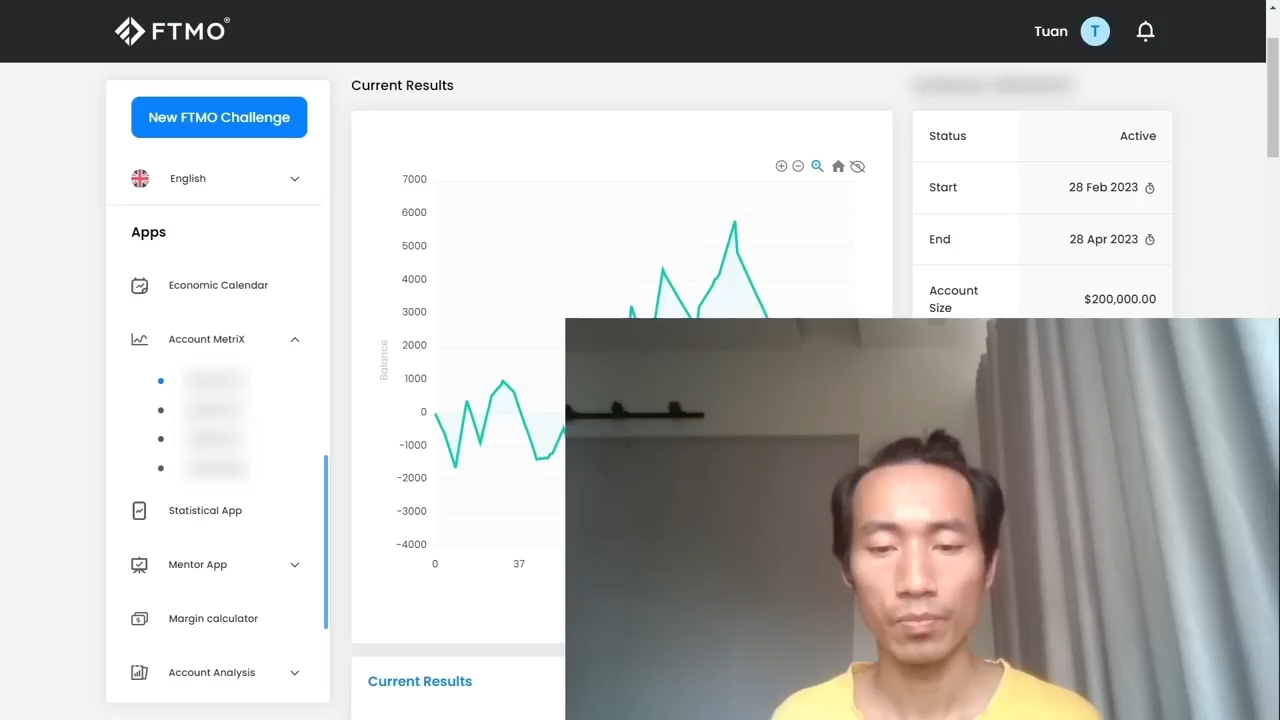 FTMO®
Tuan
T
New FTMO Challenge
English
Apps
Economic Calendar
Account MetriX
Statistical App
Mentor App
Margin calculator
Account Analysis
Current Results
7000
6000
5000
4000
3000
2000
1000
0
-1000
-2000
-3000
-4000
Balance
0
37
Current Results
Status
Active
Start
28 Feb 2023
End
28 Apr 2023
Account
Size
$200,000.00